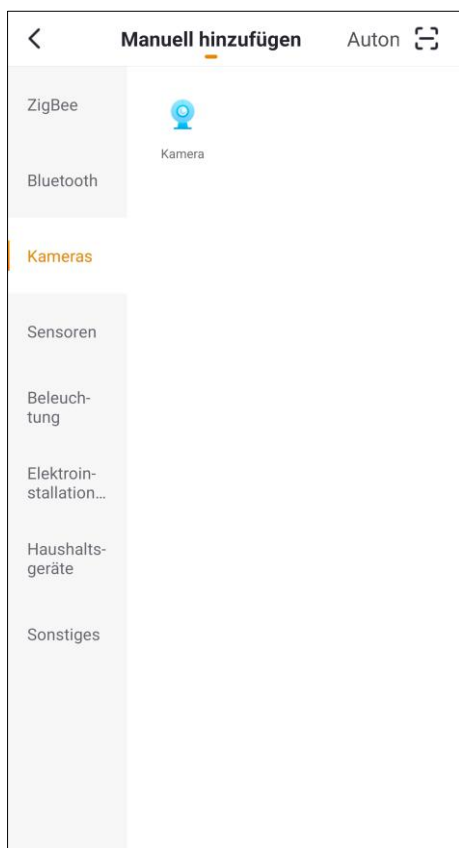 Manuell hinzufügen Auton
ZigBee
Kamera
Bluetooth
Kameras
Sensoren
Beleuch-
tung
Elektroin-
stallation...
Haushalts-
geräte
Sonstiges